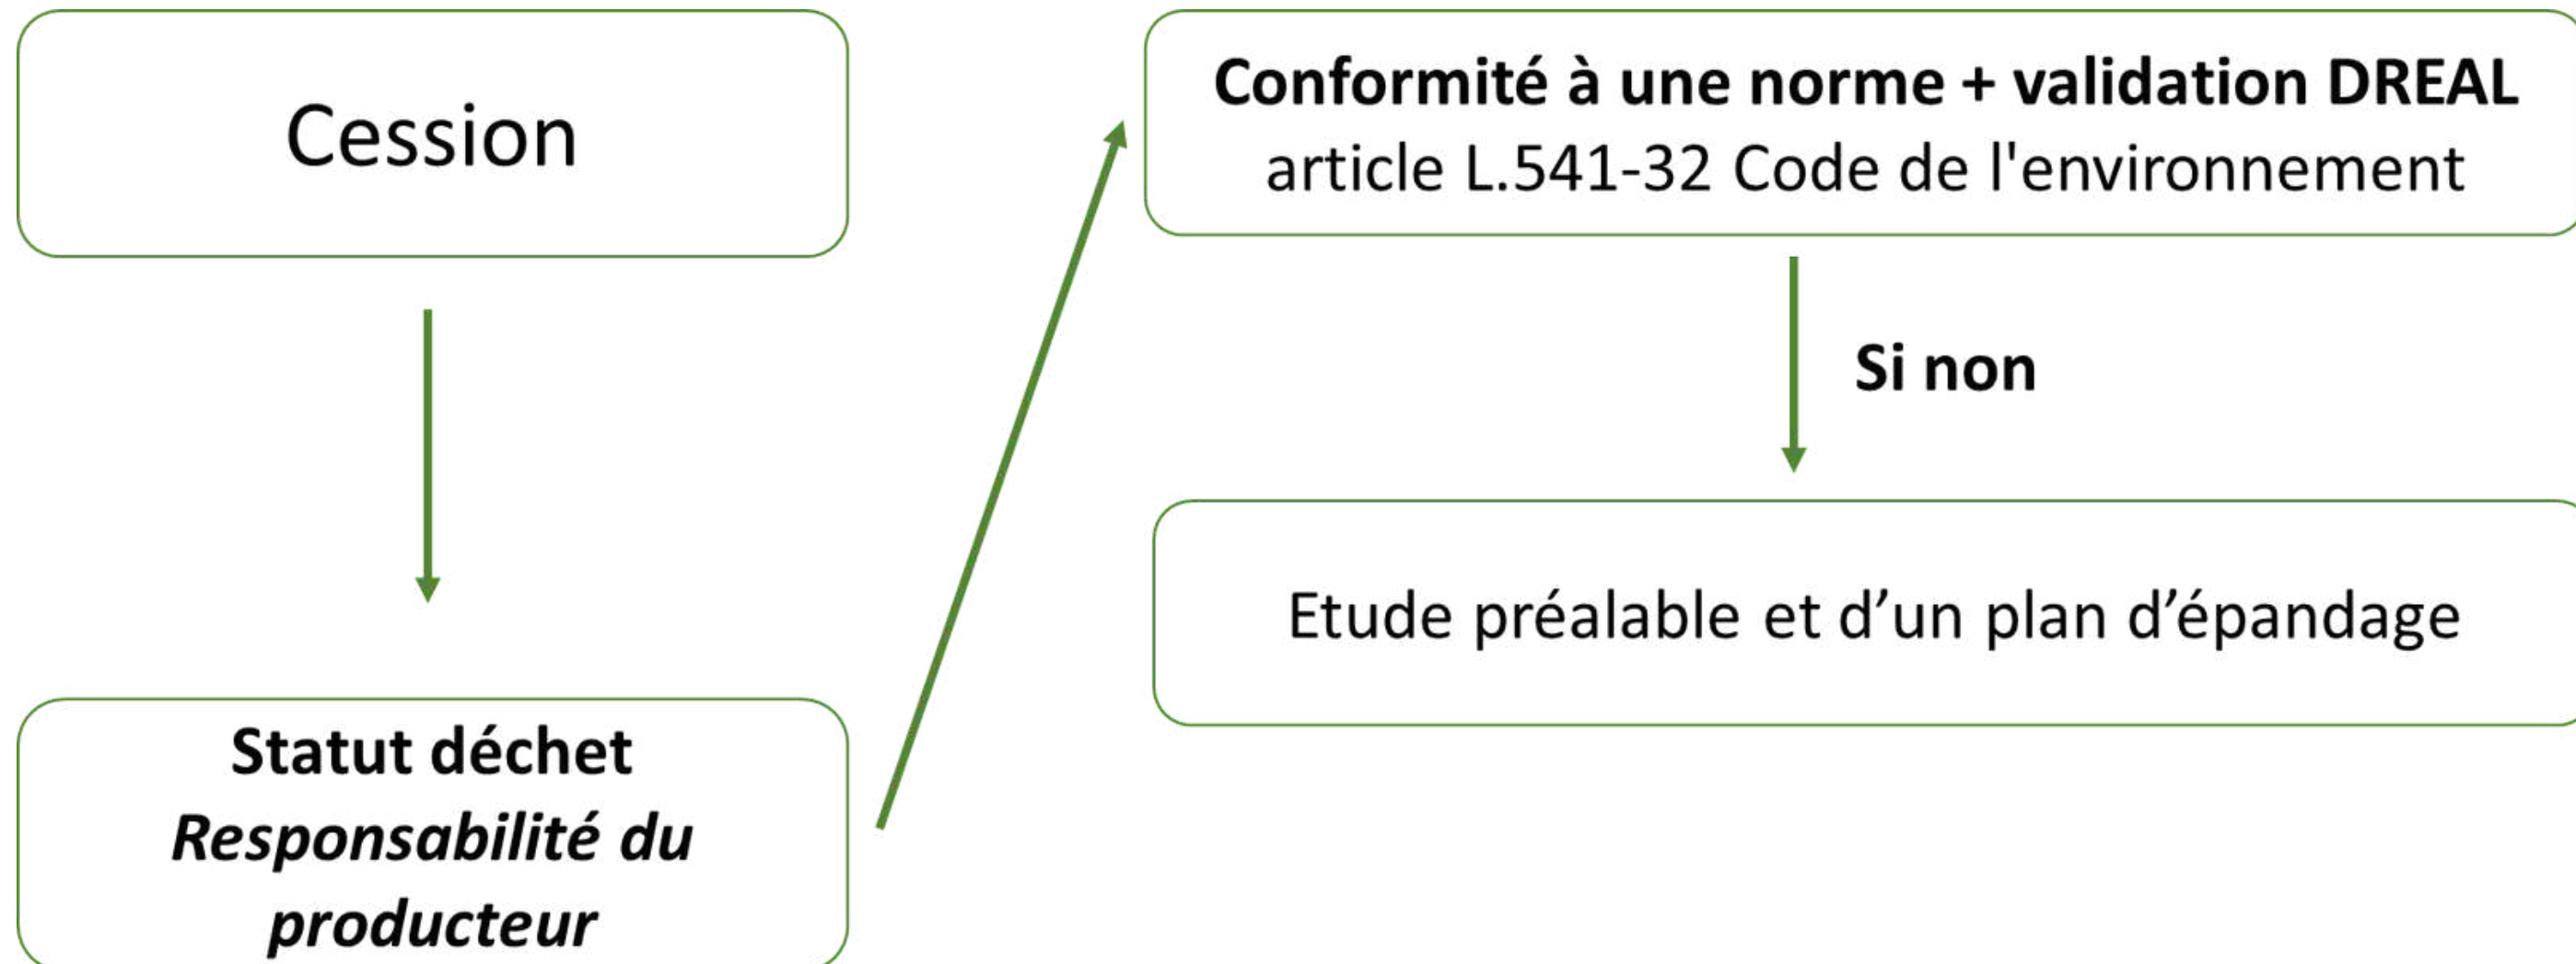 Cession
Statut déchet
Responsabilité du
producteur
Conformité à une norme + validation DREAL
article L.541-32 Code de l'environnement
Si non
Etude préalable et d’un plan d’épandage